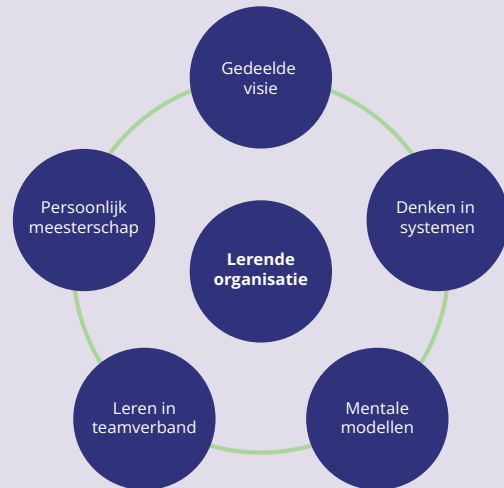 Gedeelde
visie
Persoonlijk
meesterschap
Denken in
systemen
Lerende
organisatie
Leren in
teamverband
Mentale
modellen